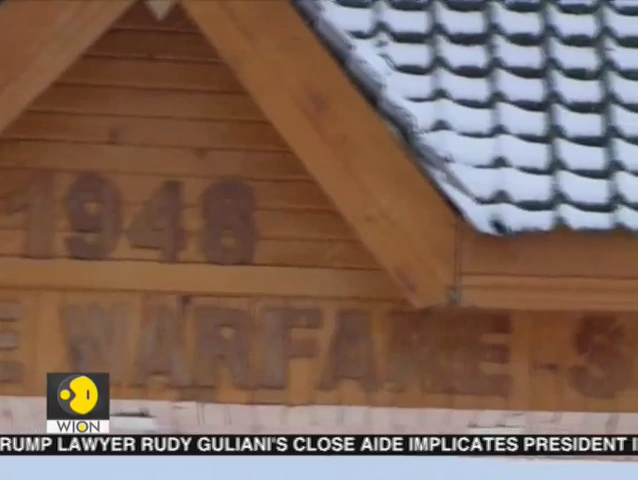 1948
E WARFARE S
WION
RUMP LAWYER RUDY GULIANI'S CLOSE AIDE IMPLICATES PRESIDENT I